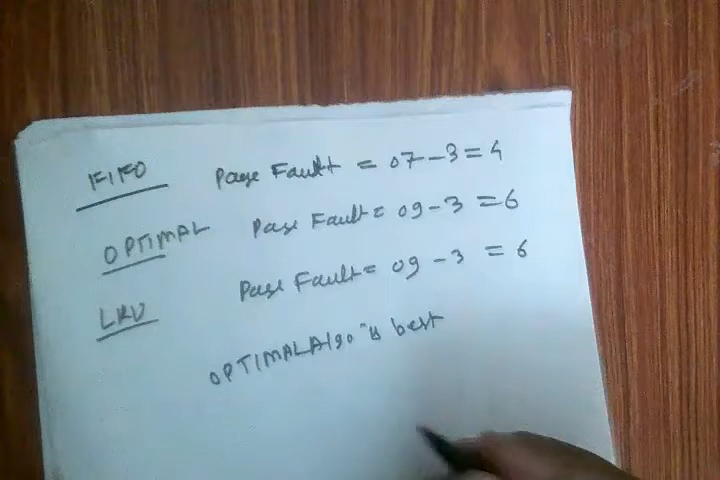 FIFO Page Fault = 07-3=4
OPTIMAL Page Fault = 09-3 =6
LRU Page Fault = 09 - 3 = 6
OPTIMAL Algo is best